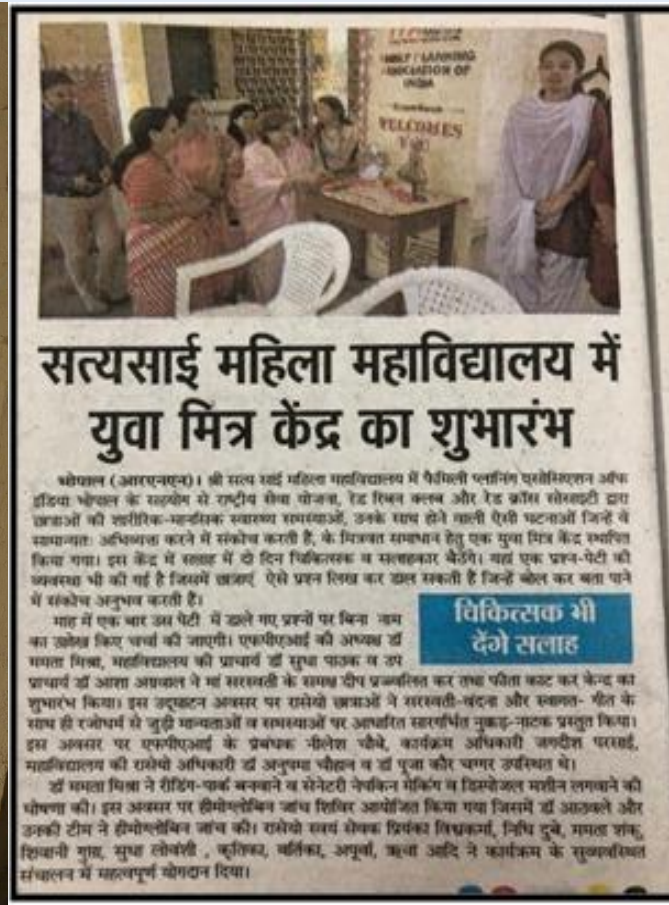 FAMILY PLANNING
ASSOCIATION OF
INDIA
WELCOMES
YOU
सत्यसाई महिला महाविद्यालय में
युवा मित्र केंद्र का शुभारंभ
भोपाल (आरएनएन)। श्री सत्य साई महिला महाविद्यालय में फैमिली प्लानिंग एसोसिएशन ऑफ
इंडिया भोपाल के सहयोग से राष्ट्रीय सेवा योजना, रेड रिबन क्लब और रेड क्रॉस सोसाइटी द्वारा
छात्राओं की शारीरिक-मानसिक स्वास्थ्य समस्याओं, उनके साथ होने वाली ऐसी घटनाओं जिन्हें वे
सामान्यतः अभिव्यक्त करने में संकोच करती हैं, के मित्रवत समाधान हेतु एक युवा मित्र केंद्र स्थापित
किया गया। इस केंद्र में सप्ताह में दो दिन चिकित्सक व सलाहकार बैठेंगे। यहां एक प्रश्न-पेटी की
व्यवस्था भी की गई है जिसमें छात्राएं ऐसे प्रश्न लिख कर डाल सकती हैं जिन्हें बोल कर बता पाने
में संकोच अनुभव करती हैं।
माह में एक बार उस पेटी में डाले गए प्रश्नों पर बिना नाम
का उल्लेख किए चर्चा की जाएगी। एफपीएआई की अध्यक्ष डॉ
ममता मिश्रा, महाविद्यालय की प्राचार्य डॉ सुधा पाठक व उप
चिकित्सक भी
देंगे सलाह
प्राचार्य डॉ आशा अग्रवाल ने मां सरस्वती के समक्ष दीप प्रज्वलित कर तथा फीता काट कर केन्द्र का
शुभारंभ किया। इस उद्घाटन अवसर पर रासेयो छात्राओं ने सरस्वती-वंदना और स्वागत- गीत के
साथ ही रजोधर्म से जुड़ी मान्यताओं व समस्याओं पर आधारित सारगर्भित नुक्कड़-नाटक प्रस्तुत किया।
इस अवसर पर एफपीएआई के प्रबंधक नीलेश चौबे, कार्यक्रम अधिकारी जगदीश परसाई,
महाविद्यालय की रासेयो अधिकारी डॉ अनुपमा चौहान व डॉ पूजा कौर चग्गर उपस्थित थे।
डॉ ममता मिश्रा ने रीडिंग-पार्क बनवाने व सेनेटरी नेपकिन मेकिंग व डिस्पोजल मशीन लगवाने की
घोषणा की। इस अवसर पर हीमोग्लोबिन जांच शिविर आयोजित किया गया जिसमें डॉ आठवले और
उनकी टीम ने हीमोग्लोबिन जांच की। रासेयो स्वयं सेवक प्रियंका विश्वकर्मा, निधि दुबे, ममता शंकु,
शिवानी गुप्ता, सुधा लोवंशी , कृतिका, वर्तिका, अपूर्वा, ऋचा आदि ने कार्यक्रम के सुव्यवस्थित
संचालन में महत्वपूर्ण योगदान दिया।